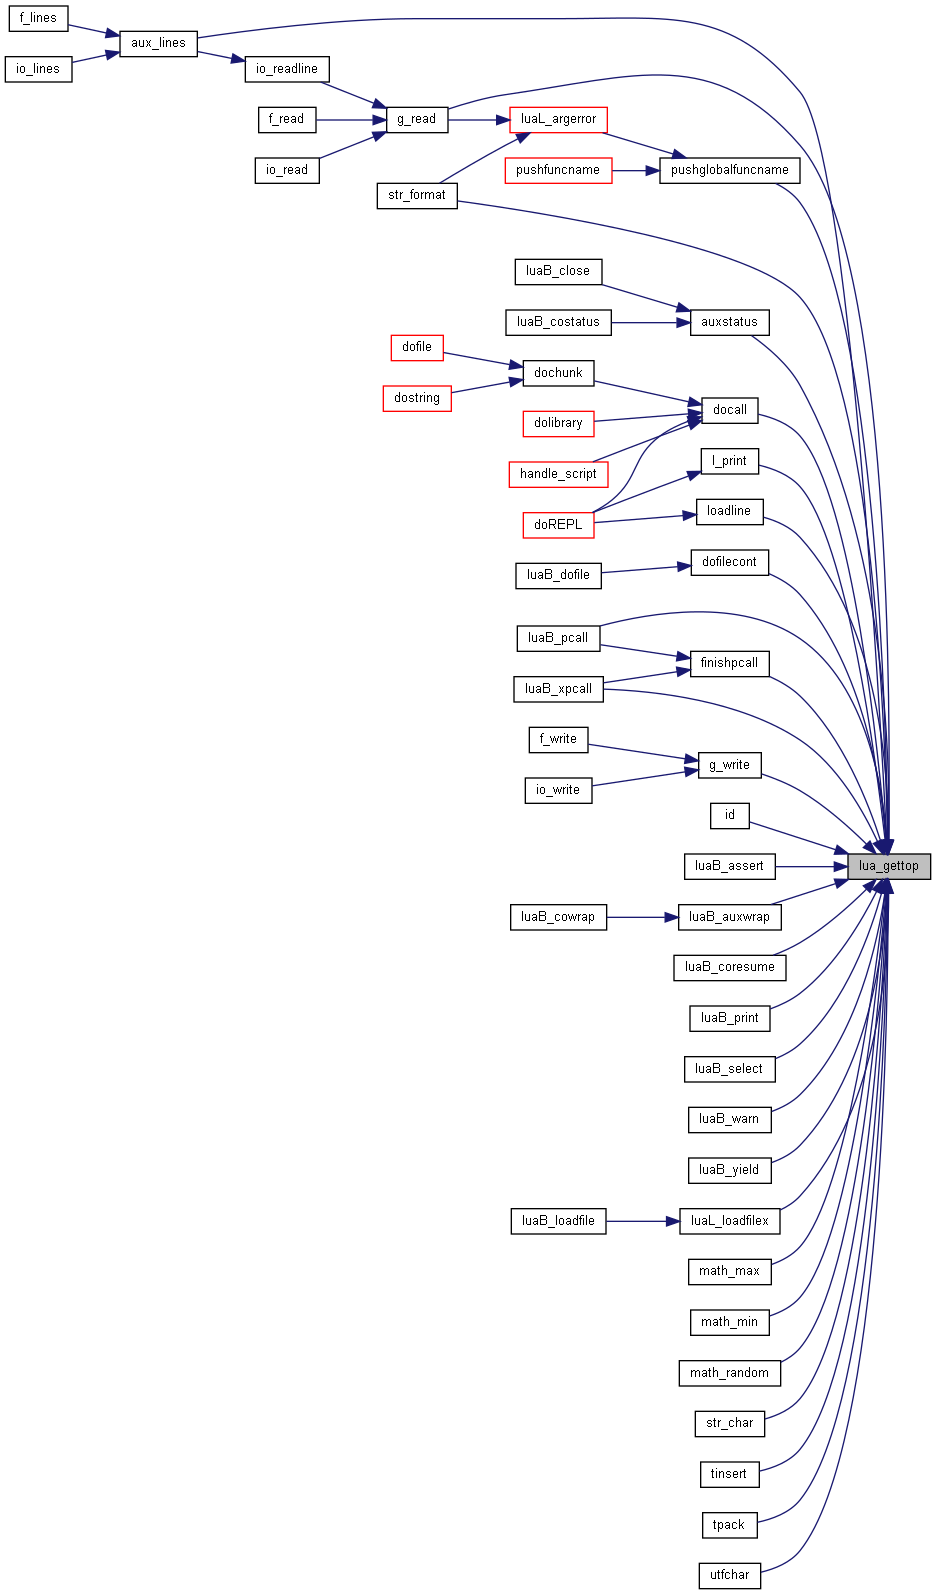 f_lines
aux_lines
io_lines
io_readline
f_read
g_read
luaL_argerror
io_read
pushfuncname
pushglobalfuncname
str_format
luaB_close
luaB_costatus
auxstatus
dofile
dochunk
dostring
docall
dolibrary
l_print
handle_script
loadline
doREPL
dofilecont
luaB_dofile
luaB_pcall
finishpcall
luaB_xpcall
f_write
g_write
io_write
id
luaB_assert
lua_gettop
luaB_cowrap
luaB_auxwrap
luaB_coresume
luaB_print
luaB_select
luaB_warn
luaB_yield
luaB_loadfile
luaL_loadfilex
math_max
math_min
math_random
str_char
tinsert
tpack
utfchar